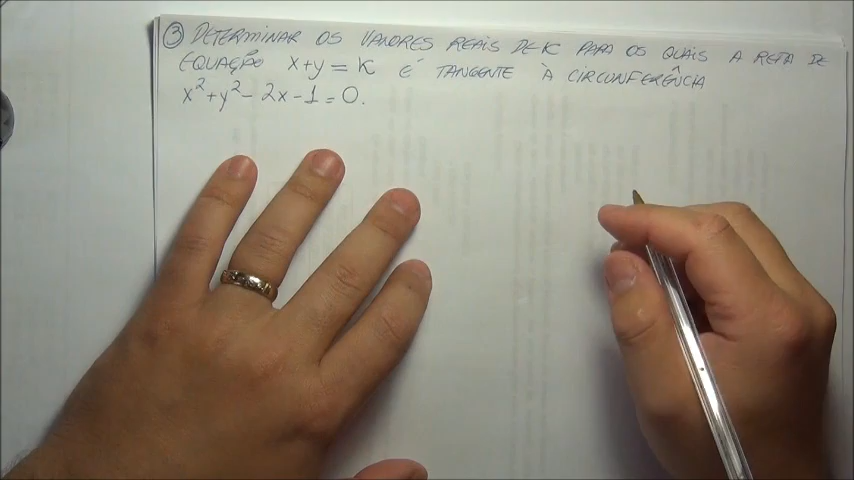 ③ DETERMINAR OS VALORES REAIS DE K PARA OS QUAIS A RETA DE
EQUAÇÃO x+y=K É TANGENTE À CIRCUNFERÊNCIA
x²+y²-2x-1=0.